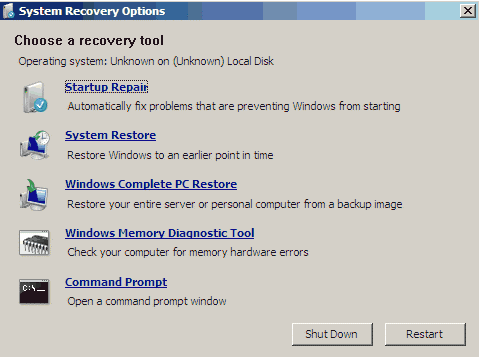 System Recovery Options
Choose a recovery tool
Operating system: Unknown on (Unknown) Local Disk
Startup Repair
Automatically fix problems that are preventing Windows from starting
System Restore
Restore Windows to an earlier point in time
Windows Complete PC Restore
Restore your entire server or personal computer from a backup image
Windows Memory Diagnostic Tool
Check your computer for memory hardware errors
C:\_
Command Prompt
Open a command prompt window
Shut Down
Restart